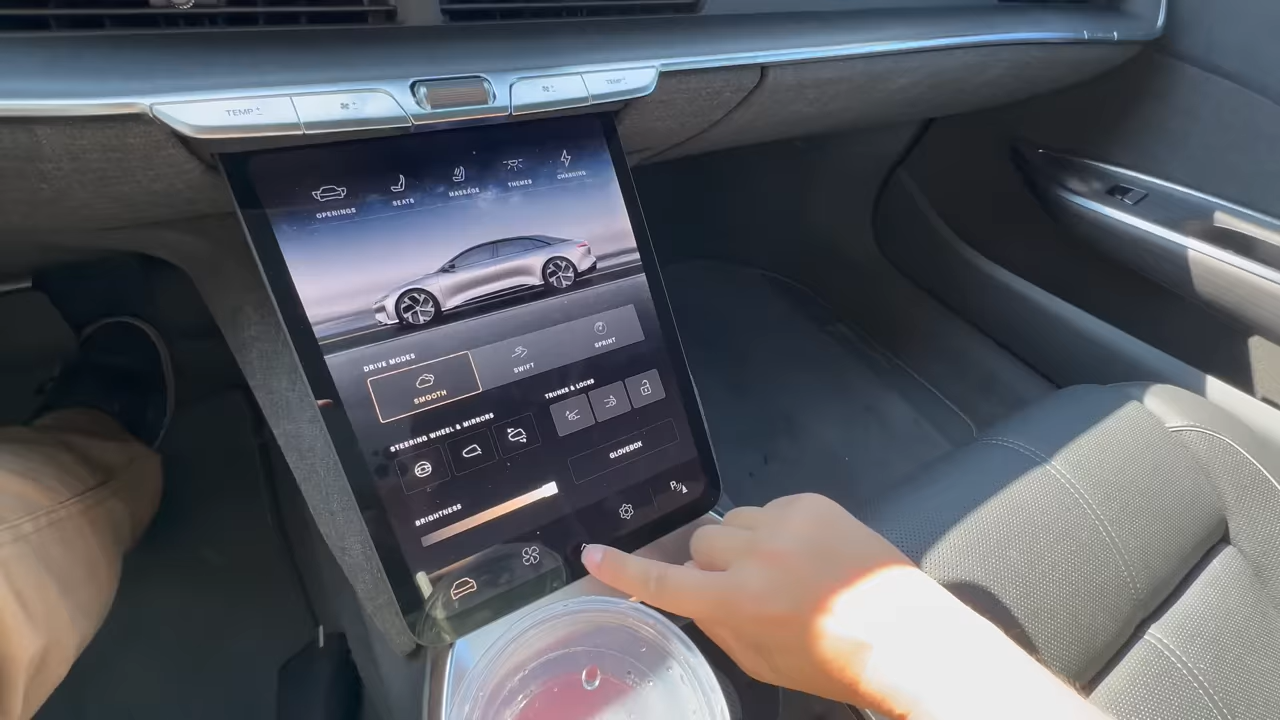 TEMP
TEMP
OPENINGS
SEATS
MASSAGE
THEMES
CHARGING
DRIVE MODES
SMOOTH
SWIFT
SPRINT
STEERING WHEEL & MIRRORS
TRUNKS & LOCKS
GLOVEBOX
BRIGHTNESS
P